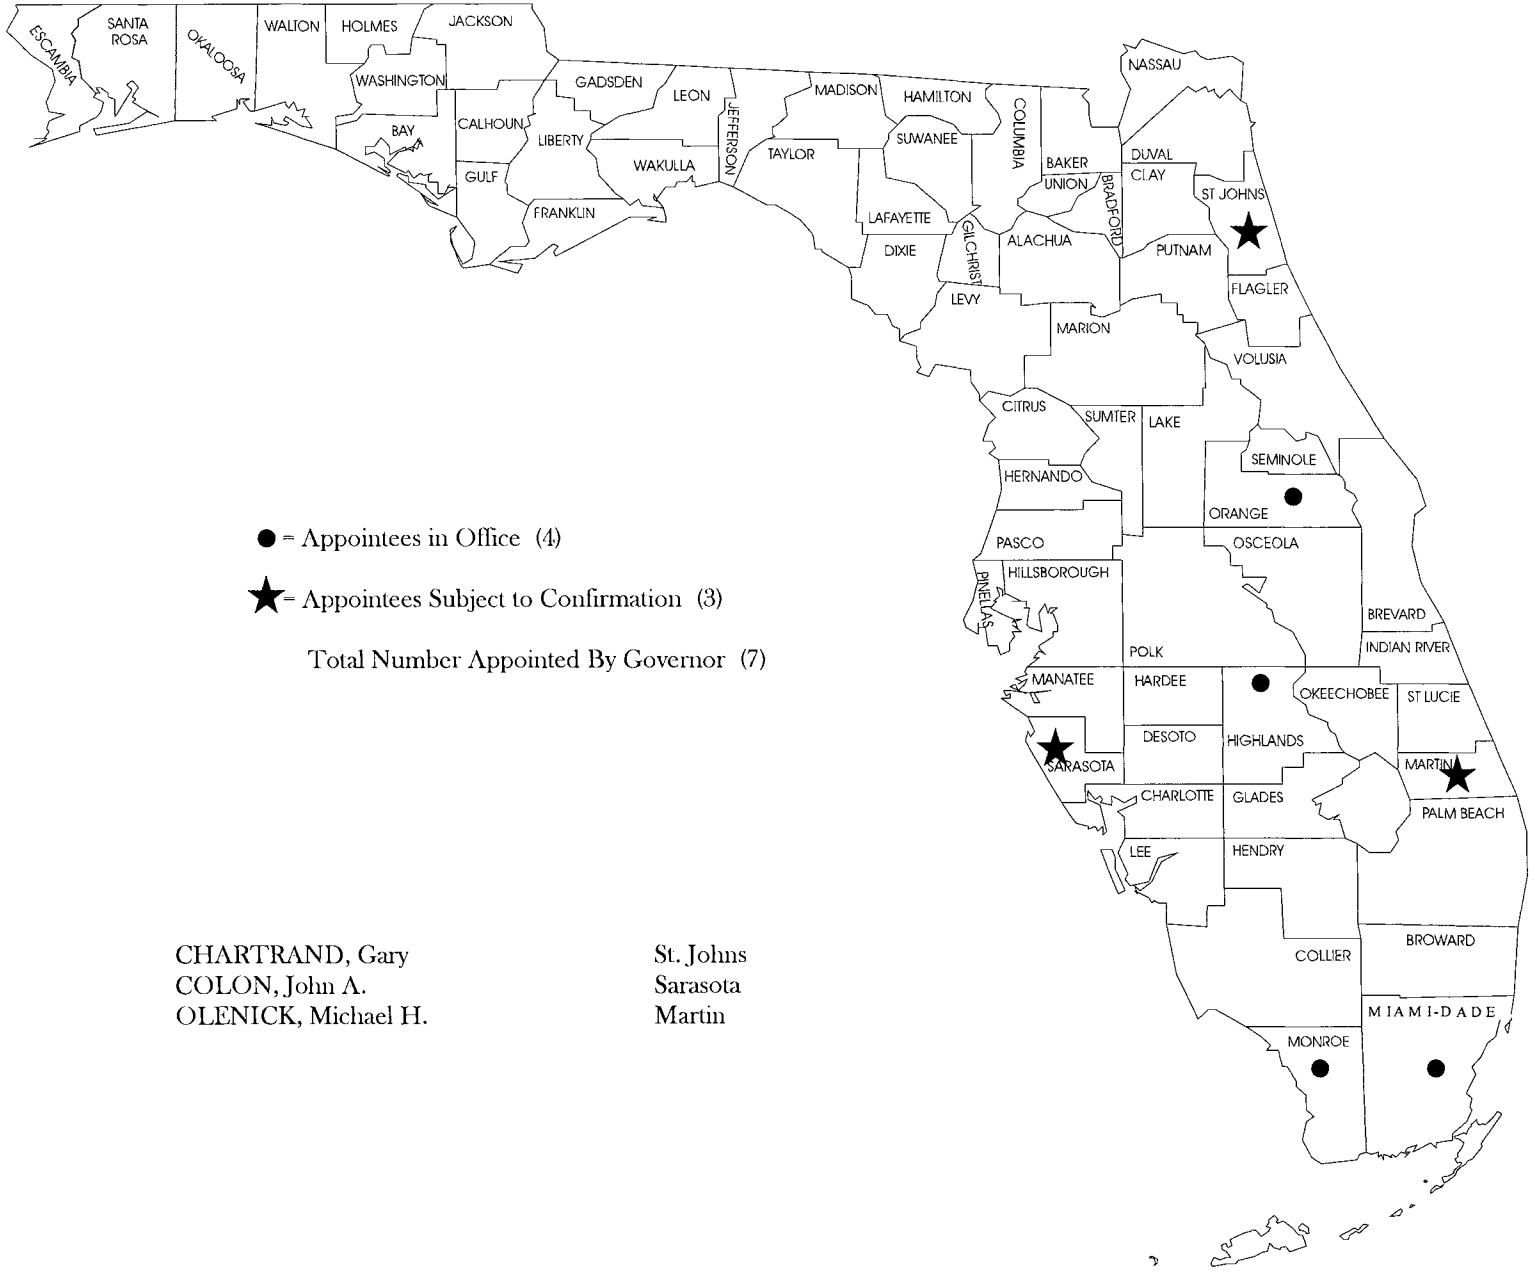 ESCAMBIA
SANTA
ROSA
OKALOOSA
WALTON
HOLMES
JACKSON
WASHINGTON
BAY
CALHOUN
GULF
LIBERTY
GADSDEN
FRANKLIN
LEON
WAKULLA
JEFFERSON
TAYLOR
MADISON
HAMILTON
SUWANEE
LAFAYETTE
DIXIE
COLUMBIA
GILCHRIST
LEVY
BAKER
UNION
BRADFORD
ALACHUA
NASSAU
DUVAL
CLAY
ST JOHNS
PUTNAM
FLAGLER
MARION
VOLUSIA
CITRUS
SUMTER
LAKE
SEMINOLE
HERNANDO
ORANGE
PASCO
OSCEOLA
PINELLAS
HILLSBOROUGH
BREVARD
POLK
INDIAN RIVER
MANATEE
HARDEE
OKEECHOBEE
ST LUCIE
DESOTO
HIGHLANDS
SARASOTA
MARTIN
CHARLOTTE
GLADES
PALM BEACH
LEE
HENDRY
BROWARD
COLLIER
MIAMI-DADE
MONROE
= Appointees in Office (4)
= Appointees Subject to Confirmation (3)
Total Number Appointed By Governor (7)
CHARTRAND, Gary St. Johns
COLON, John A. Sarasota
OLENICK, Michael H. Martin